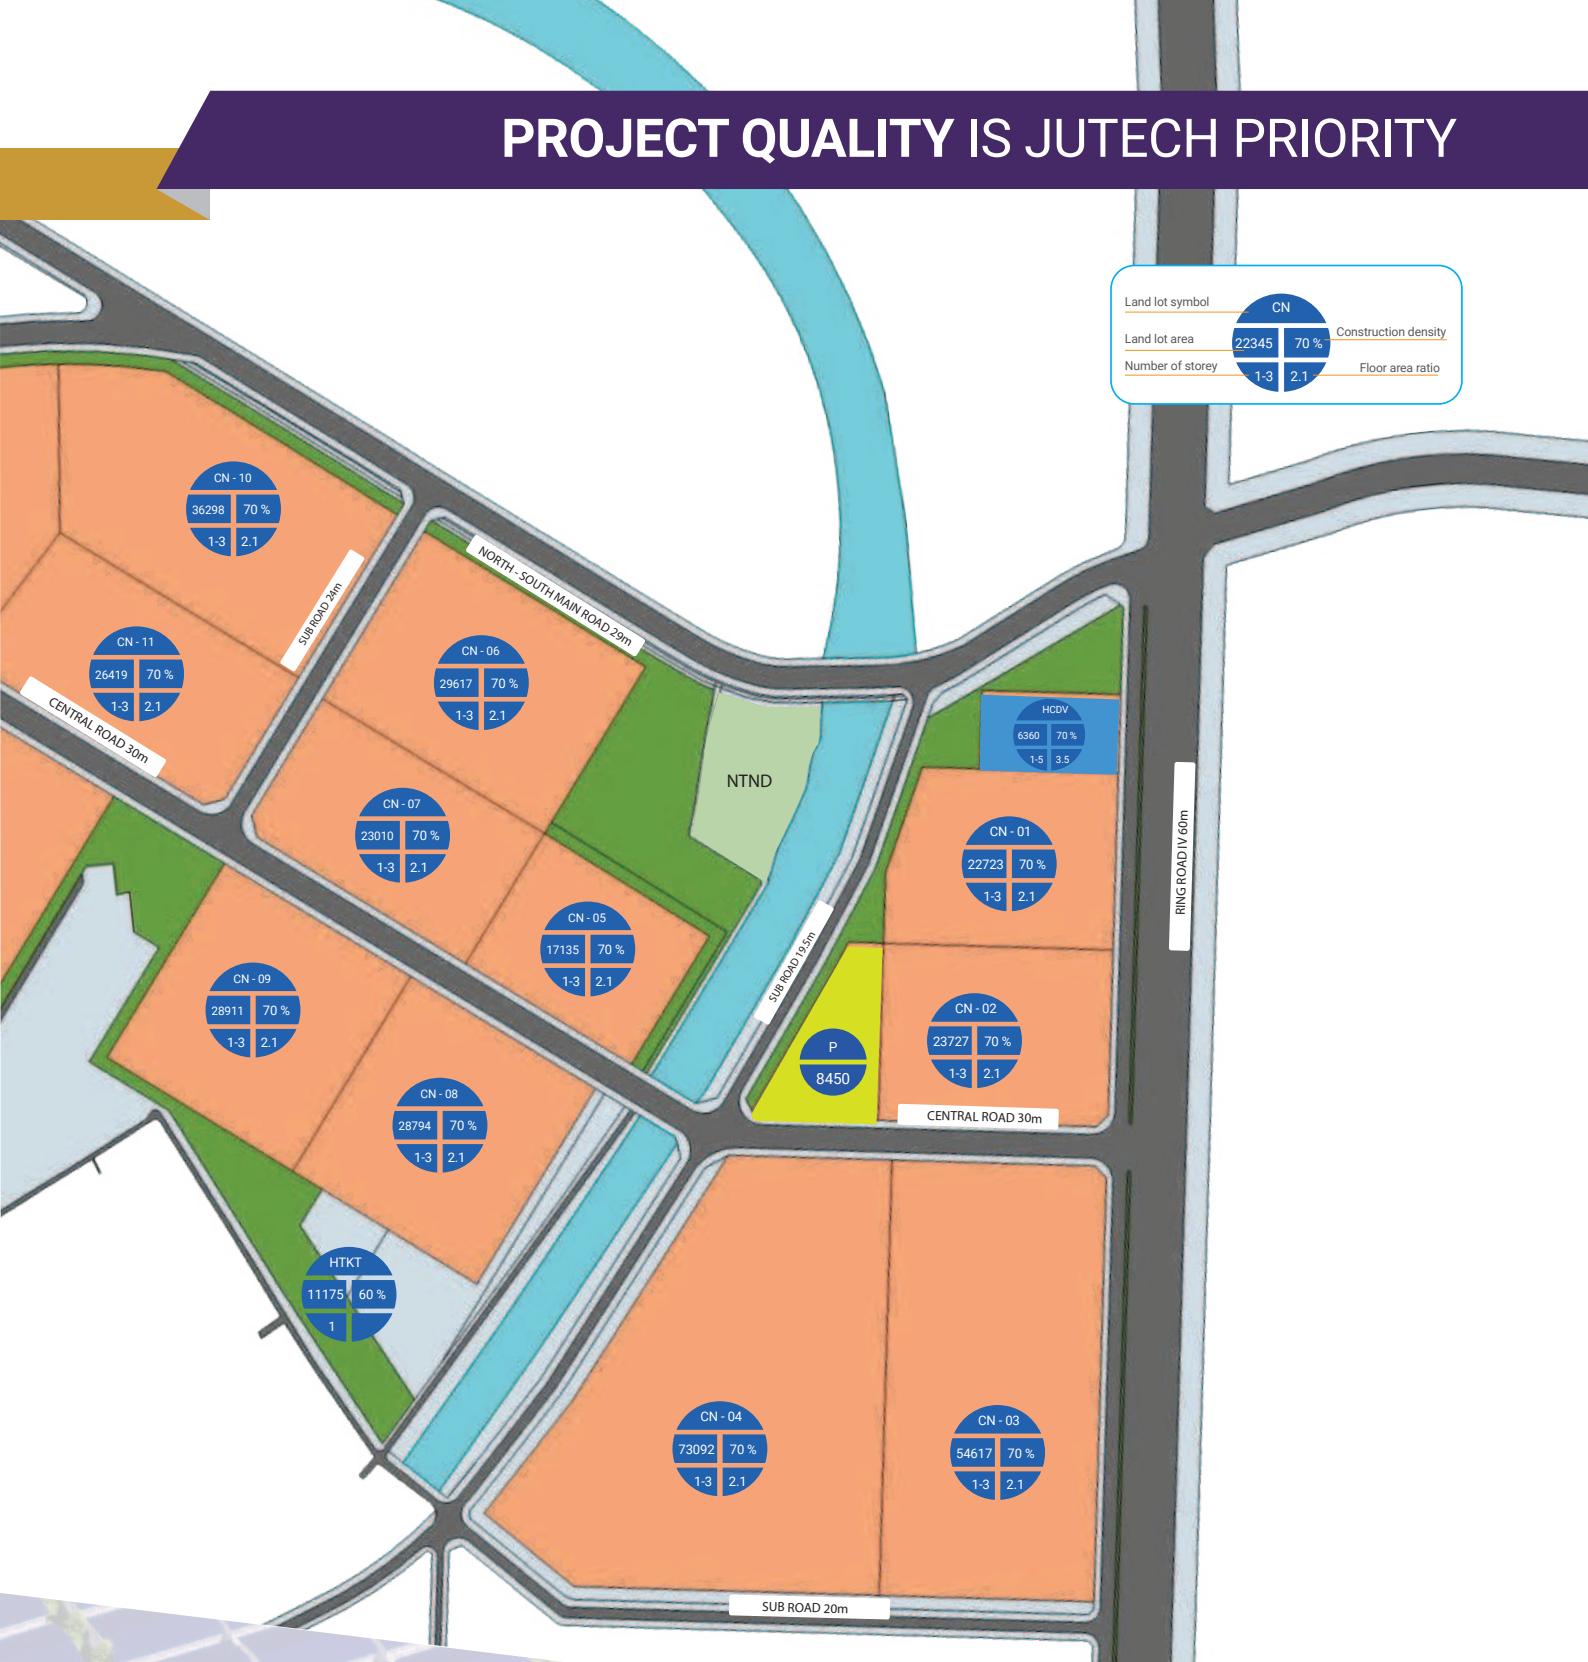 PROJECT QUALITY IS JUTECH PRIORITY
Land lot symbol
CN
Land lot area
22345
70 %
Construction density
Number of storey
1-3
2.1
Floor area ratio
CN - 10
36298
70 %
1-3
2.1
SUB ROAD 24m
NORTH - SOUTH MAIN ROAD 29m
CN - 11
26419
70 %
1-3
2.1
CENTRAL ROAD 30m
CN - 06
29617
70 %
1-3
2.1
HCDV
6360
70 %
1-5
3.5
NTND
CN - 07
23010
70 %
1-3
2.1
CN - 01
22723
70 %
1-3
2.1
RING ROAD IV 60m
CN - 05
17135
70 %
1-3
2.1
SUB ROAD 19.5m
CN - 09
28911
70 %
1-3
2.1
CN - 02
23727
70 %
1-3
2.1
P
8450
CENTRAL ROAD 30m
CN - 08
28794
70 %
1-3
2.1
HTKT
11175
60 %
1
CN - 04
73092
70 %
1-3
2.1
CN - 03
54617
70 %
1-3
2.1
SUB ROAD 20m